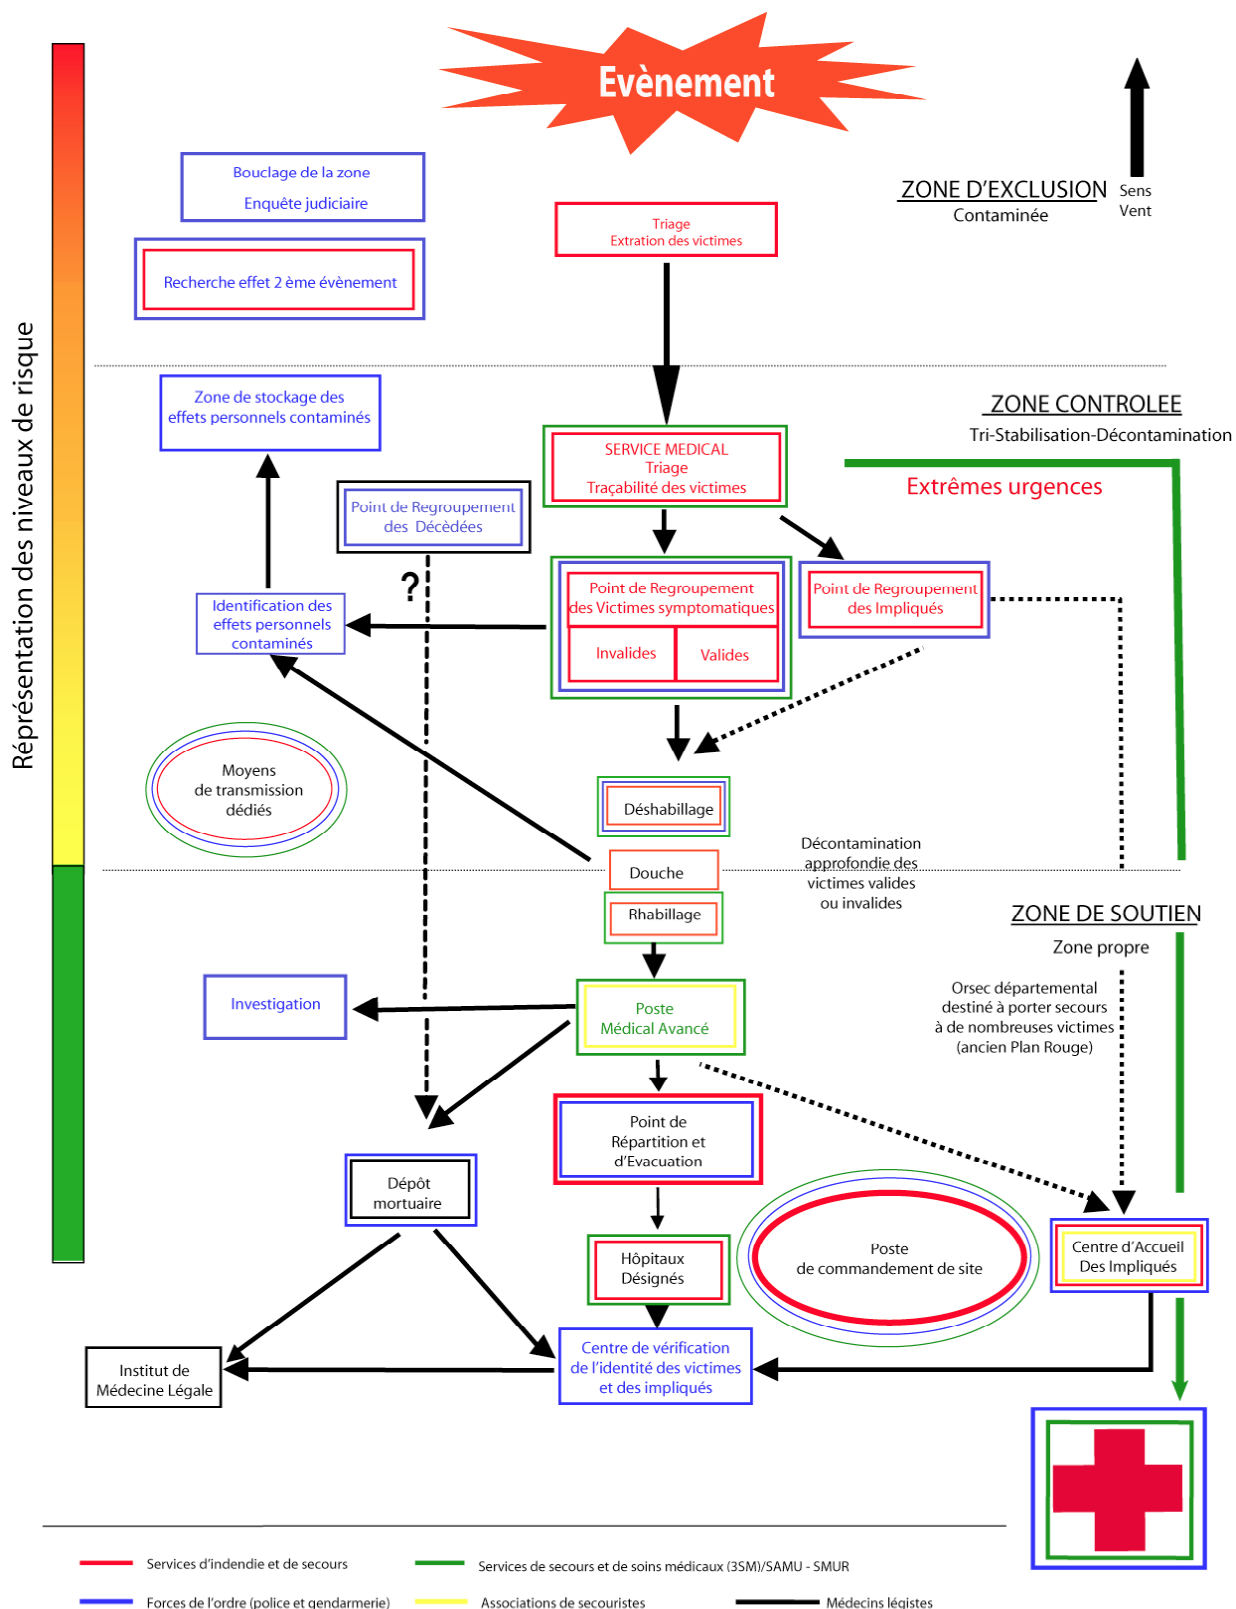 Evènement
Bouclage de la zone
Enquête judiciaire
ZONE D'EXCLUSION
Contaminée
Sens
Vent
Triage
Extration des victimes
Recherche effet 2 ème évènement
Réprésentation des niveaux de risque
Zone de stockage des
effets personnels contaminés
ZONE CONTROLEE
Tri-Stabilisation-Décontamination
SERVICE MEDICAL
Triage
Traçabilité des victimes
Extrêmes urgences
Point de Regroupement
des Décèdées
?
Point de Regroupement
des Victimes symptomatiques
Invalides
Valides
Point de Regroupement
des Impliqués
Identification des
effets personnels
contaminés
Moyens
de transmission
dédiés
Déshabillage
Décontamination
approfondie des
victimes valides
ou invalides
Douche
Rhabillage
ZONE DE SOUTIEN
Zone propre
Investigation
Poste
Médical Avancé
Orsec départemental
destiné à porter secours
à de nombreuses victimes
(ancien Plan Rouge)
Point de
Répartition et
d'Evacuation
Dépôt
mortuaire
Hôpitaux
Désignés
Poste
de commandement de site
Centre d'Accueil
Des Impliqués
Centre de vérification
de l'identité des victimes
et des impliqués
Institut de
Médecine Légale
Services d'indendie et de secours
Services de secours et de soins médicaux (3SM)/SAMU - SMUR
Forces de l'ordre (police et gendarmerie)
Associations de secouristes
Médecins légistes